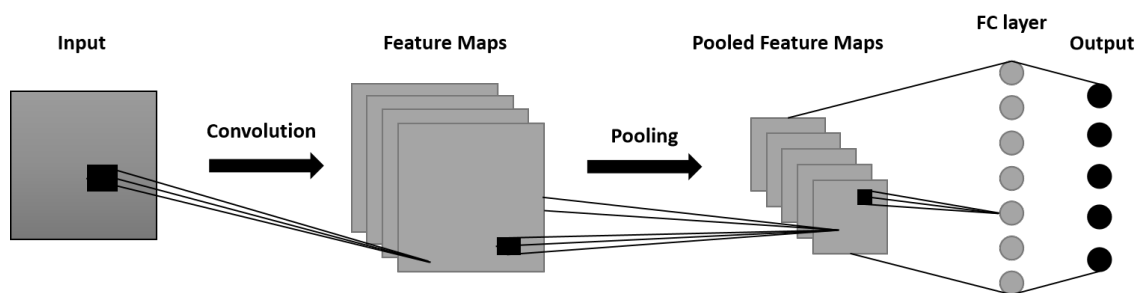 Input
Feature Maps
Pooled Feature Maps
FC layer
Output
Convolution
Pooling